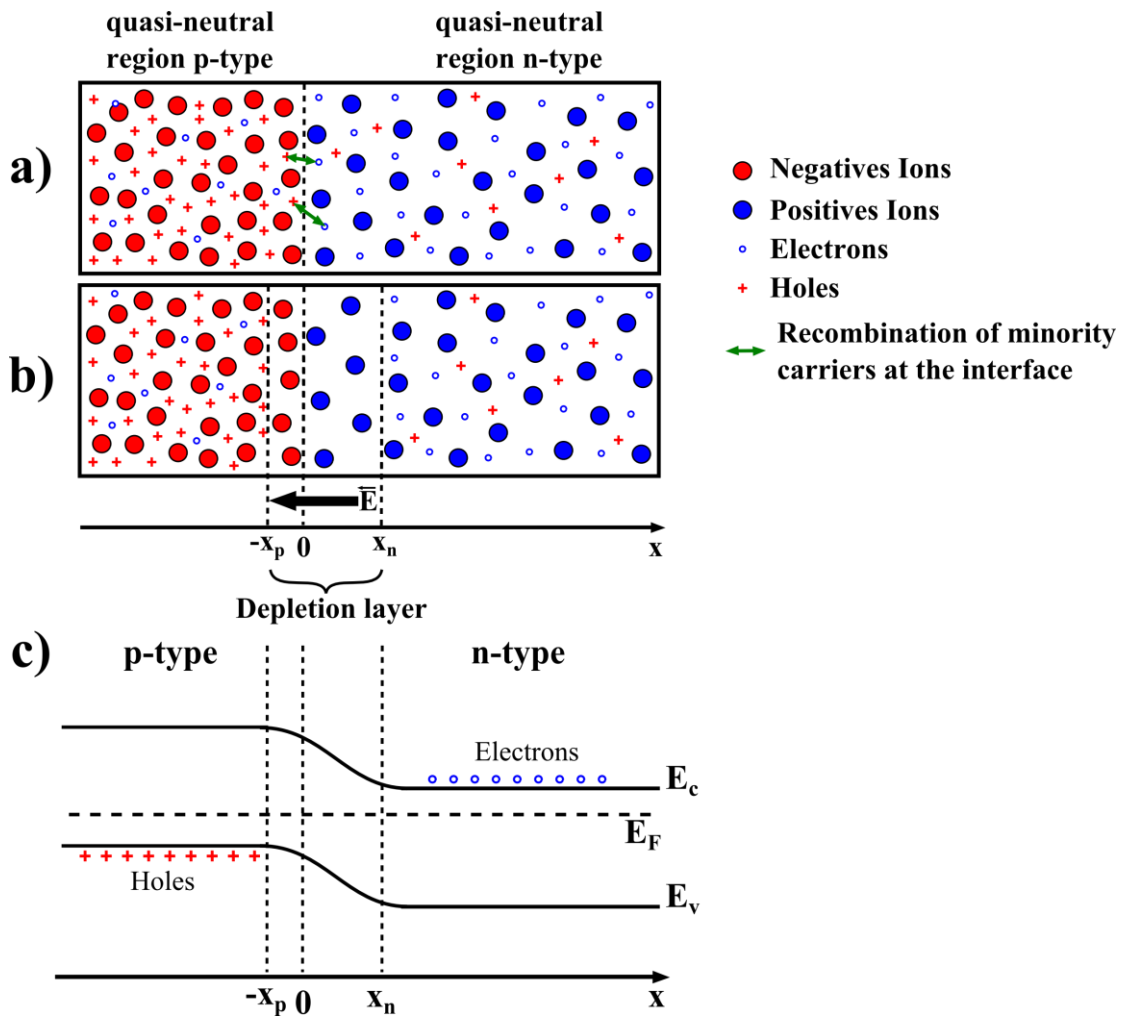 quasi-neutral
region p-type
quasi-neutral
region n-type
a)
Negatives Ions
Positives Ions
Electrons
Holes
Recombination of minority
carriers at the interface
b)
E
-xp 0 xn x
Depletion layer
c)
p-type
n-type
Electrons
Ec
EF
Holes
Ev
-xp 0 xn x